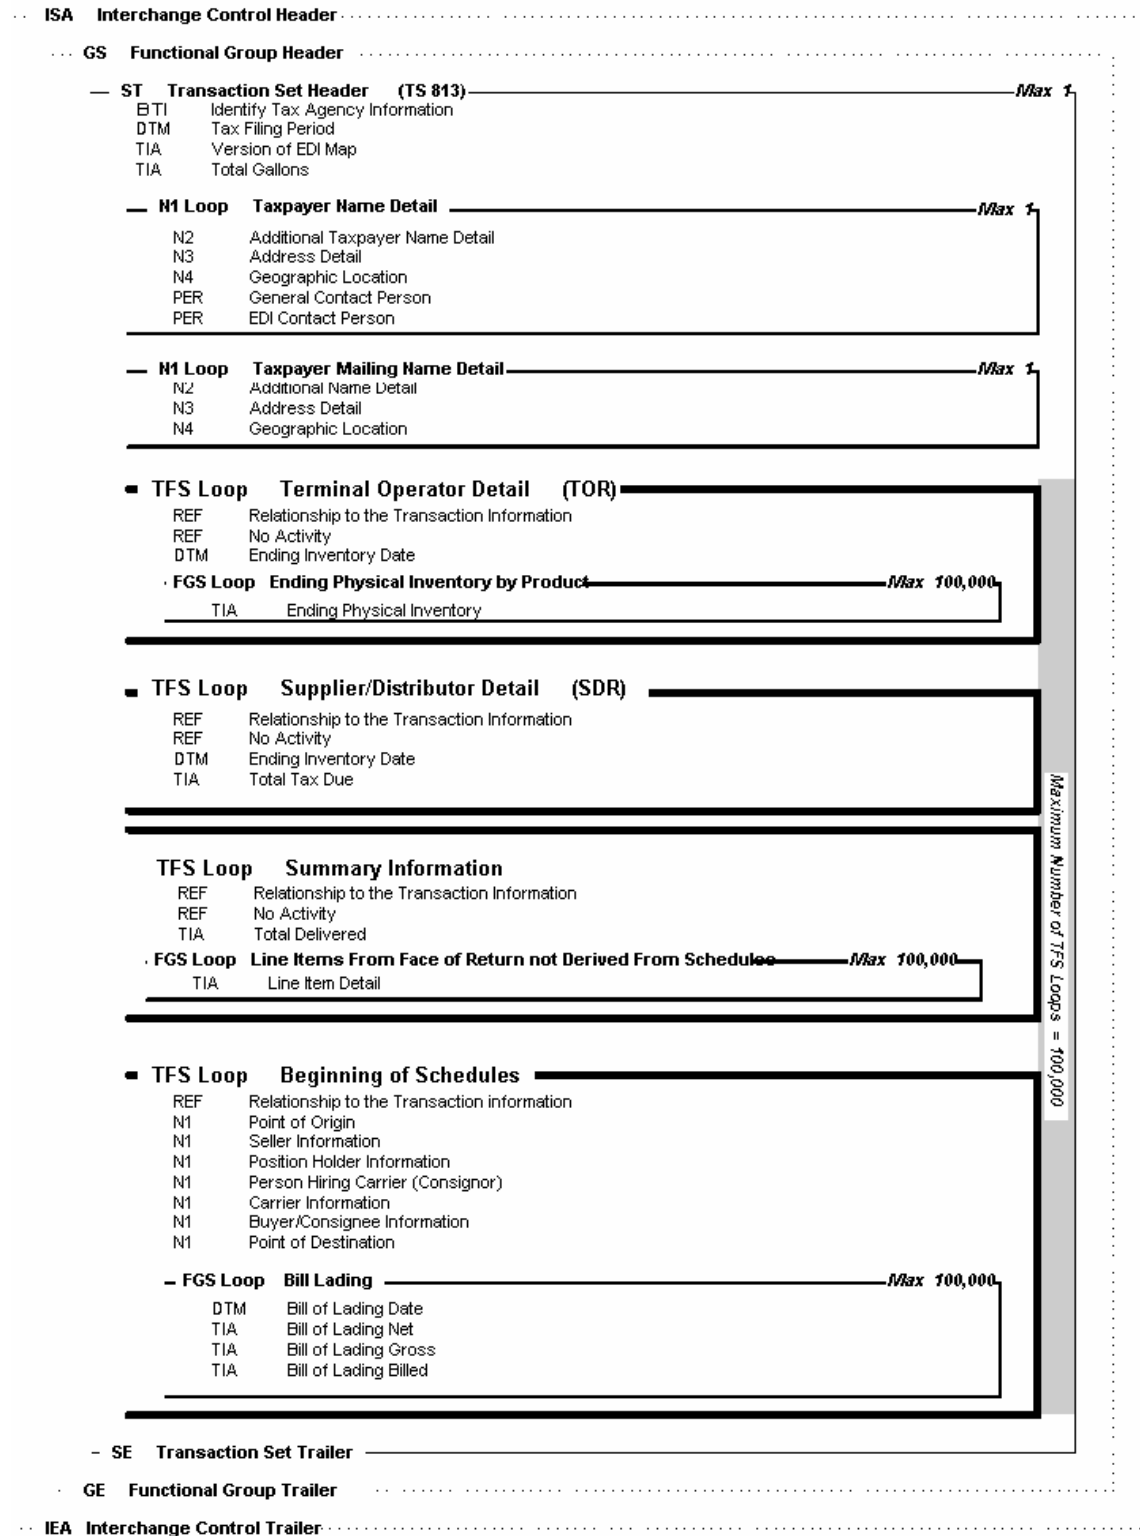 ISA Interchange Control Header
GS Functional Group Header
ST Transaction Set Header (TS 813) Max 1
BTI Identify Tax Agency Information
DTM Tax Filing Period
TIA Version of EDI Map
TIA Total Gallons
N1 Loop Taxpayer Name Detail Max 1
N2 Additional Taxpayer Name Detail
N3 Address Detail
N4 Geographic Location
PER General Contact Person
PER EDI Contact Person
N1 Loop Taxpayer Mailing Name Detail Max 1
N2 Additional Name Detail
N3 Address Detail
N4 Geographic Location
TFS Loop Terminal Operator Detail (TOR)
REF Relationship to the Transaction Information
REF No Activity
DTM Ending Inventory Date
FGS Loop Ending Physical Inventory by Product Max 100,000
TIA Ending Physical Inventory
TFS Loop Supplier/Distributor Detail (SDR)
REF Relationship to the Transaction Information
REF No Activity
DTM Ending Inventory Date
TIA Total Tax Due
TFS Loop Summary Information
REF Relationship to the Transaction Information
REF No Activity
TIA Total Delivered
FGS Loop Line Items From Face of Return not Derived From Schedules Max 100,000
TIA Line Item Detail
TFS Loop Beginning of Schedules
REF Relationship to the Transaction information
N1 Point of Origin
N1 Seller Information
N1 Position Holder Information
N1 Person Hiring Carrier (Consignor)
N1 Carrier Information
N1 Buyer/Consignee Information
N1 Point of Destination
FGS Loop Bill Lading Max 100,000
DTM Bill of Lading Date
TIA Bill of Lading Net
TIA Bill of Lading Gross
TIA Bill of Lading Billed
Maximum Number of TFS Loops = 100,000
SE Transaction Set Trailer
GE Functional Group Trailer
IEA Interchange Control Trailer